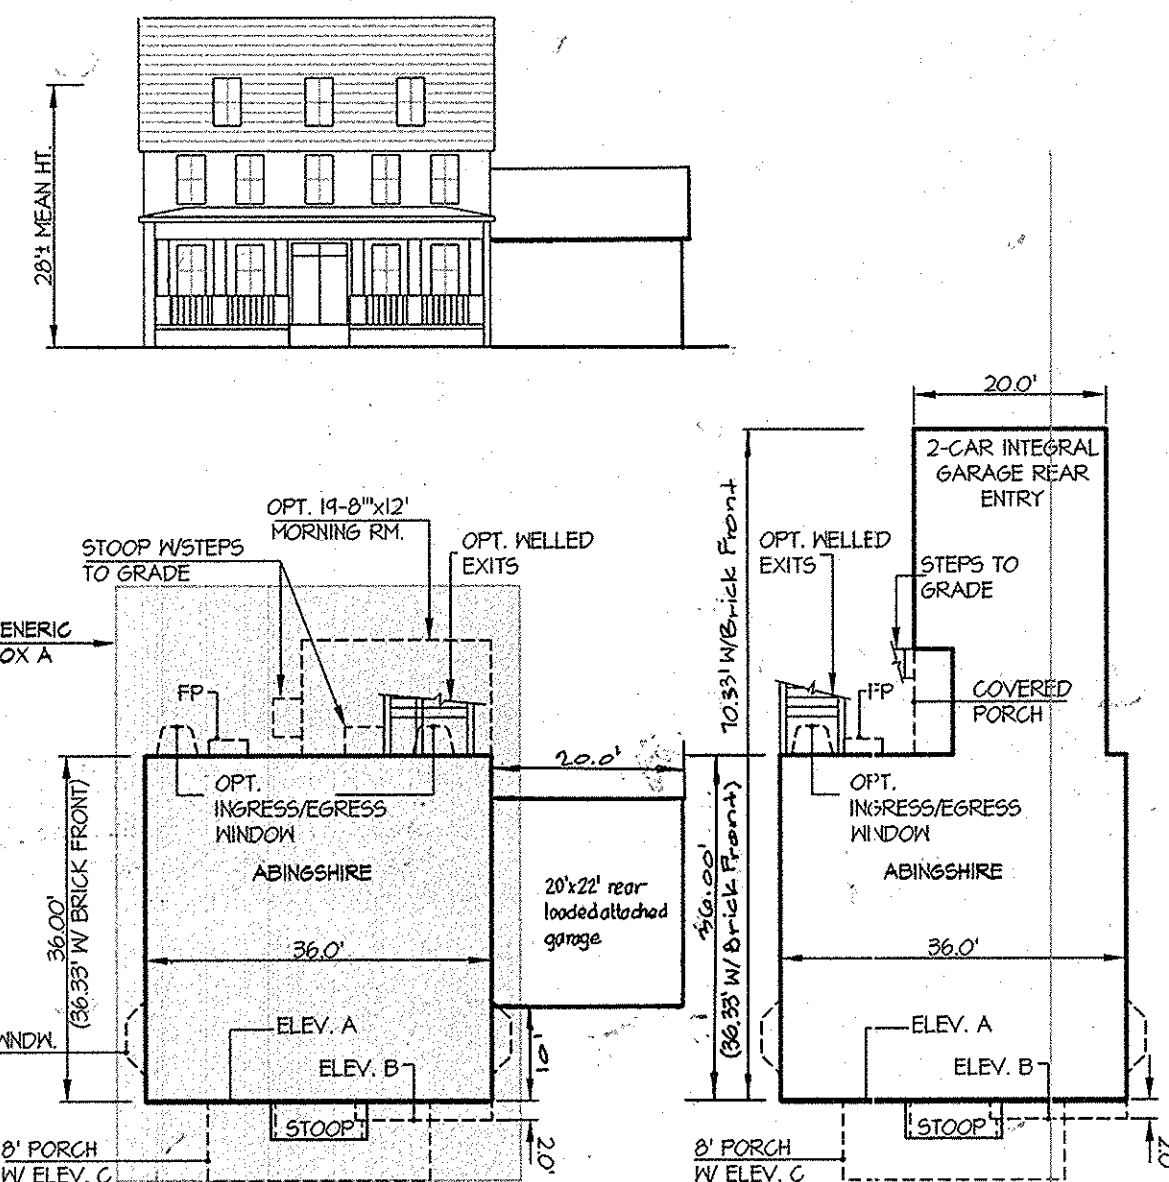 28'± MEAN HT.
20.0'
2-CAR INTEGRAL
GARAGE REAR
ENTRY
70.33' W/Brick Front
OPT. 19-8"'x12'
MORNING RM.
STOOP W/STEPS
TO GRADE
OPT. WELLED
EXITS
OPT. WELLED
EXITS
STEPS TO
GRADE
ENERIC
OX A
FP
FP
COVERED
PORCH
20.0'
OPT.
INGRESS/EGRESS
WINDOW
OPT.
INGRESS/EGRESS
WINDOW
ABINGSHIRE
ABINGSHIRE
36.00'
(36.33' W/ BRICK FRONT)
20'x22' rear
loaded attached
garage
36.00'
(36.33' W/ Brick Front)
36.0'
36.0'
WNDW.
ELEV. A
ELEV. B
10'
ELEV. A
ELEV. B
STOOP
STOOP
2.0'
2.0'
8' PORCH
W/ ELEV. C
8' PORCH
W/ ELEV. C